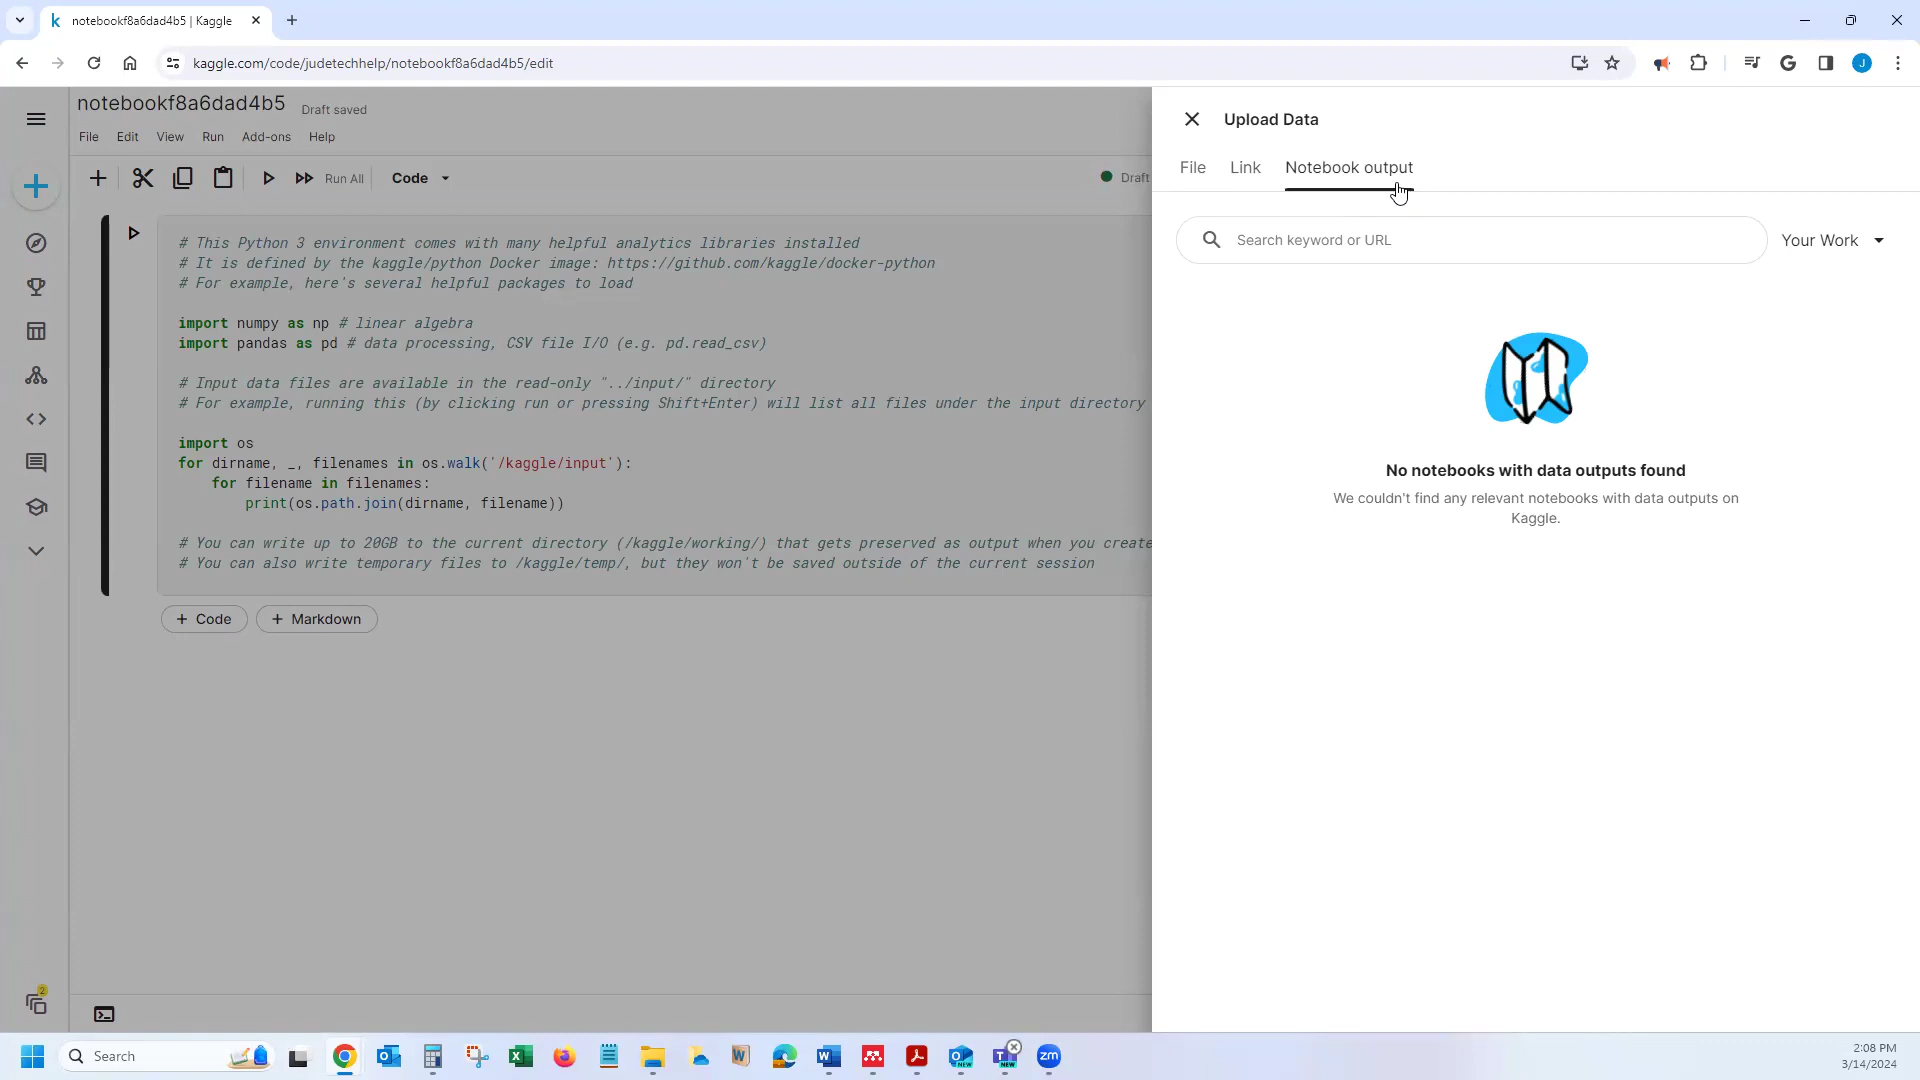 notebookf8a6dad4b5 | Kaggle
kaggle.com/code/judetechhelp/notebookf8a6dad4b5/edit
J
notebookf8a6dad4b5 Draft saved
File Edit View Run Add-ons Help
Run All Code
Draft
# This Python 3 environment comes with many helpful analytics libraries installed
# It is defined by the kaggle/python Docker image: https://github.com/kaggle/docker-python
# For example, here's several helpful packages to load
import numpy as np # linear algebra
import pandas as pd # data processing, CSV file I/O (e.g. pd.read_csv)
# Input data files are available in the read-only "../input/" directory
# For example, running this (by clicking run or pressing Shift+Enter) will list all files under the input directory
import os
for dirname, _, filenames in os.walk('/kaggle/input'):
for filename in filenames:
print(os.path.join(dirname, filename))
# You can write up to 20GB to the current directory (/kaggle/working/) that gets preserved as output when you create
# You can also write temporary files to /kaggle/temp/, but they won't be saved outside of the current session
+ Code + Markdown
2
Upload Data
File Link Notebook output
Search keyword or URL
Your Work
No notebooks with data outputs found
We couldn't find any relevant notebooks with data outputs on
Kaggle.
Search
NEW
NEW
zm
2:08 PM
3/14/2024